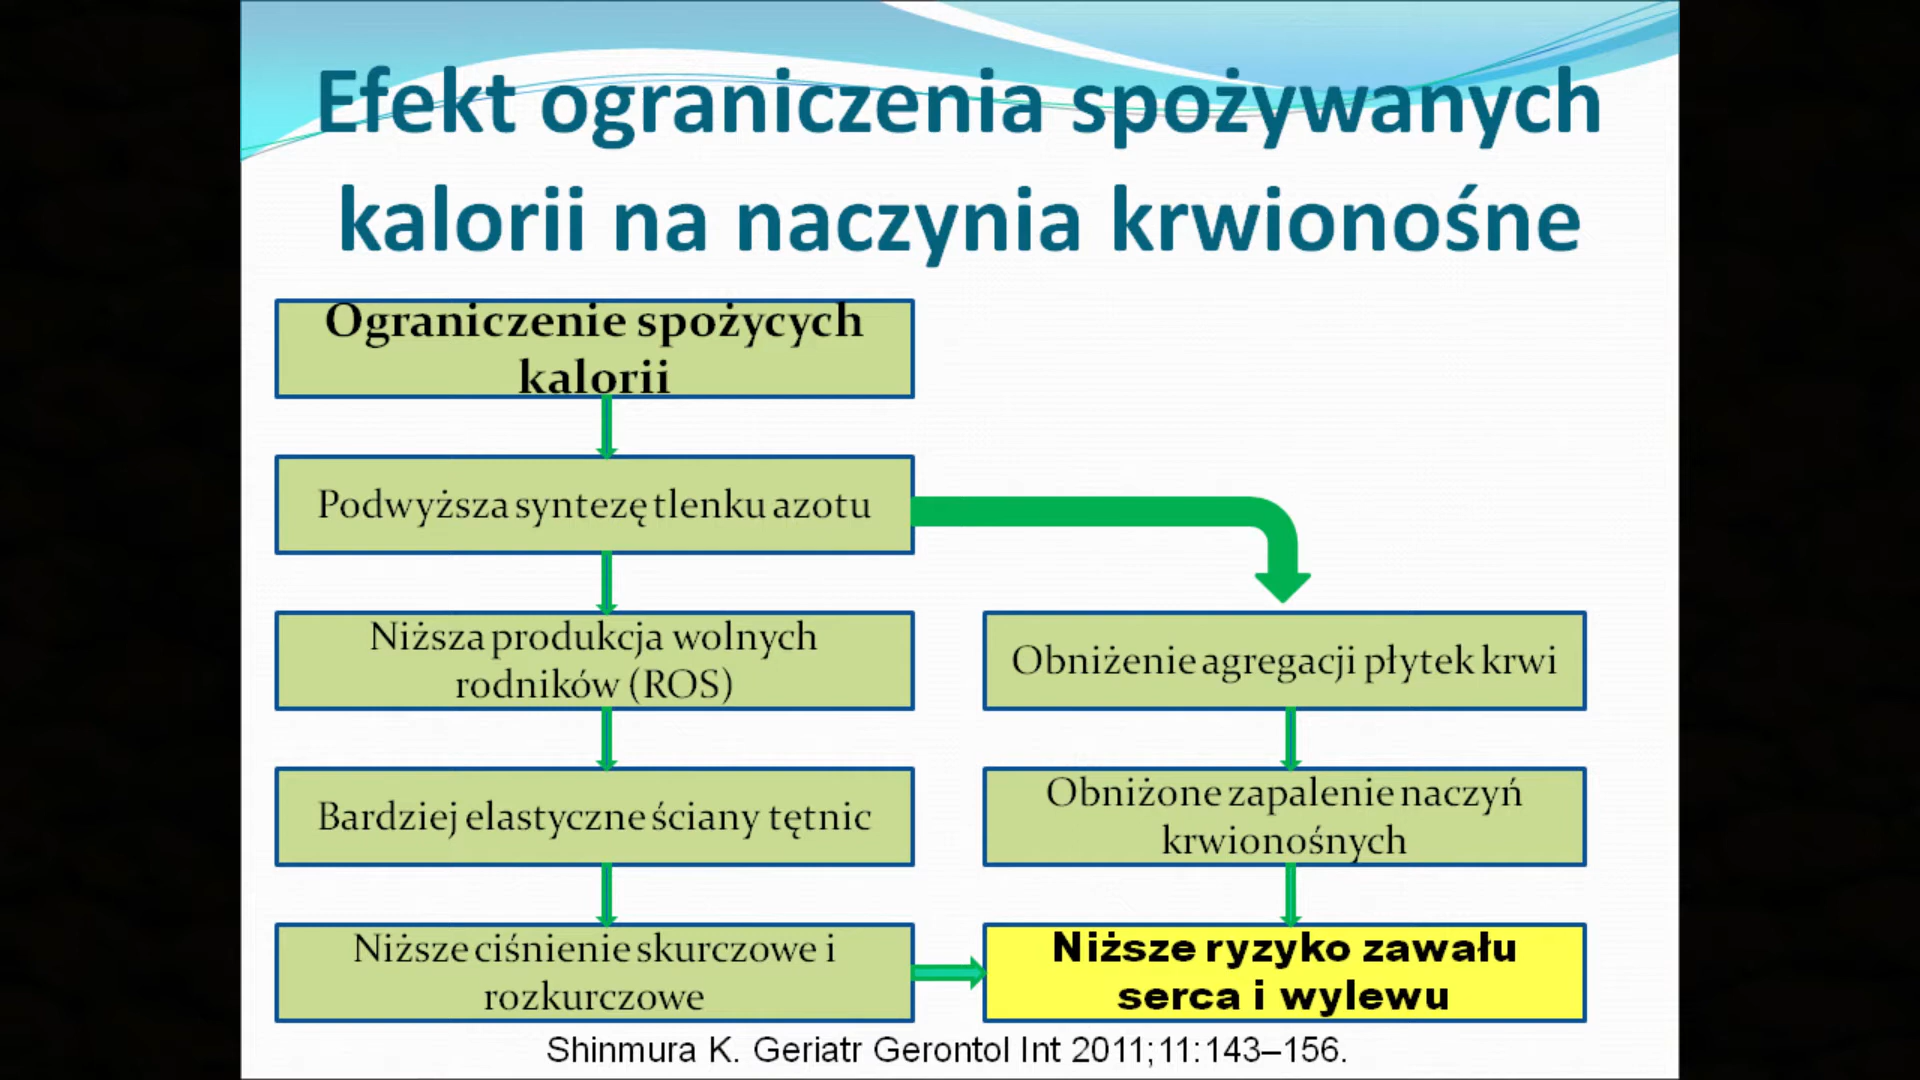 Efekt ograniczenia spożywanych
kalorii na naczynia krwionośne
Ograniczenie spożycych
kalorii
Podwyższa syntezę tlenku azotu
Niższa produkcja wolnych
rodników (ROS)
Bardziej elastyczne ściany tętnic
Niższe ciśnienie skurczowe i
rozkurczowe
Obniżenie agregacji płytek krwi
Obniżone zapalenie naczyń
krwionośnych
Niższe ryzyko zawału
serca i wylewu
Shinmura K. Geriatr Gerontol Int 2011;11:143–156.